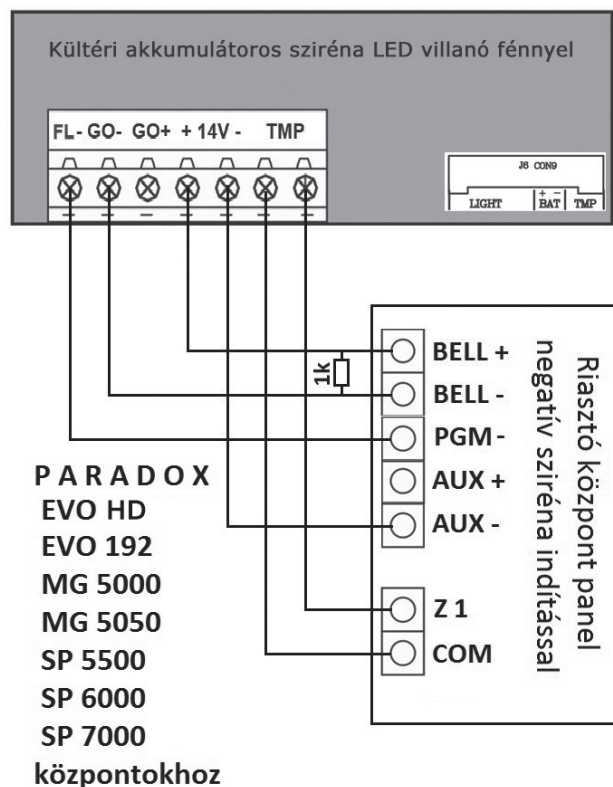 Kültéri akkumulátoros sziréna LED villanó fénnyel
FL- GO- GO+ + 14V - TMP
J6 CON9
+ -
LIGHT BAT TMP
1k
BELL +
BELL -
PGM -
AUX +
AUX -
Z 1
COM
Riasztó központ panel
negatív sziréna indítással
P A R A D O X
EVO HD
EVO 192
MG 5000
MG 5050
SP 5500
SP 6000
SP 7000
központokhoz